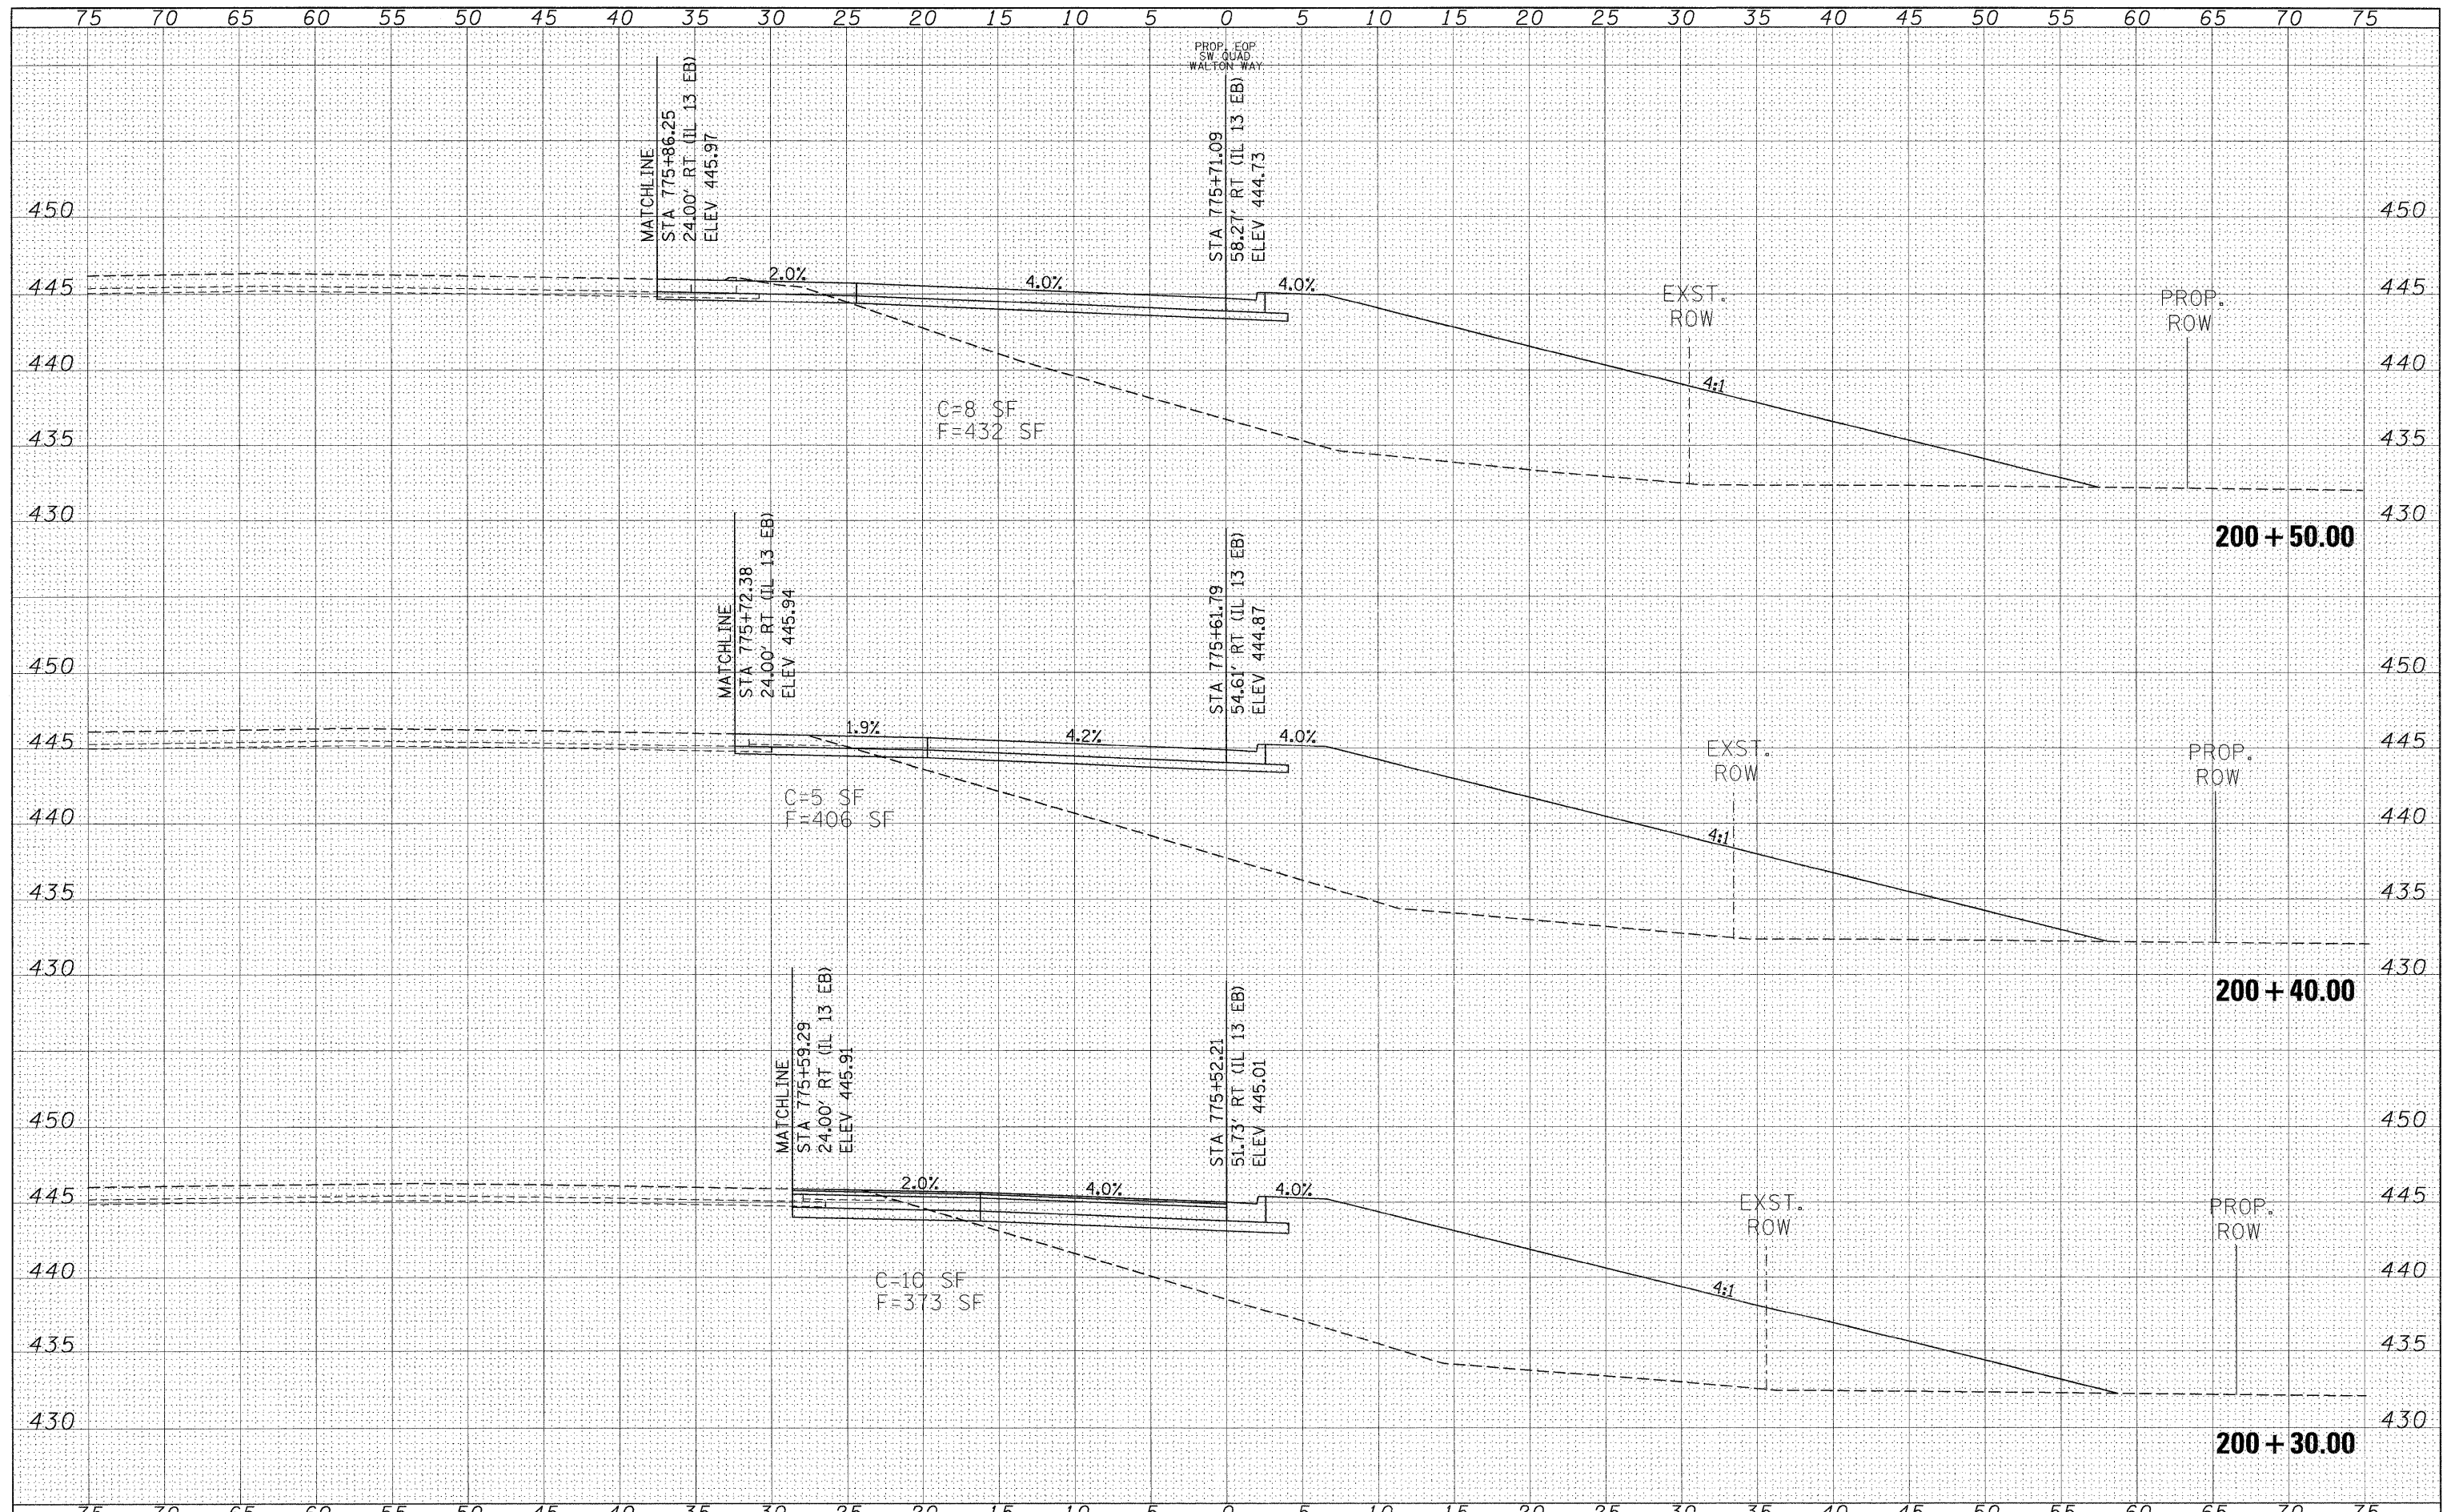 75 70 65 60 55 50 45 40 35 30 25 20 15 10 5 0 5 10 15 20 25 30 35 40 45 50 55 60 65 70 75
PROP. EOP
SW QUAD
WALTON WAY
MATCHLINE
STA 775+86.25
24.00' RT (IL 13 EB)
ELEV 445.97
STA 775+71.09
58.27' RT (IL 13 EB)
ELEV 444.73
450 450
2.0% 4.0% 4.0%
445 445
EXST.
ROW
PROP.
ROW
440 440
4:1
C=8 SF
F=432 SF
435 435
430 430
200+50.00
MATCHLINE
STA 775+72.38
24.00' RT (IL 13 EB)
ELEV 445.94
STA 775+61.79
54.61' RT (IL 13 EB)
ELEV 444.87
450 450
1.9% 4.2% 4.0%
445 445
EXST.
ROW
PROP.
ROW
C=5 SF
F=406 SF
440 440
4:1
435 435
430 430
200+40.00
MATCHLINE
STA 775+59.29
24.00' RT (IL 13 EB)
ELEV 445.91
STA 775+52.21
51.73' RT (IL 13 EB)
ELEV 445.01
450 450
2.0% 4.0% 4.0%
445 445
EXST.
ROW
PROP.
ROW
C=10 SF
F=373 SF
440 440
4:1
435 435
430 430
200+30.00
75 70 65 60 55 50 45 40 35 30 25 20 15 10 5 0 5 10 15 20 25 30 35 40 45 50 55 60 65 70 75